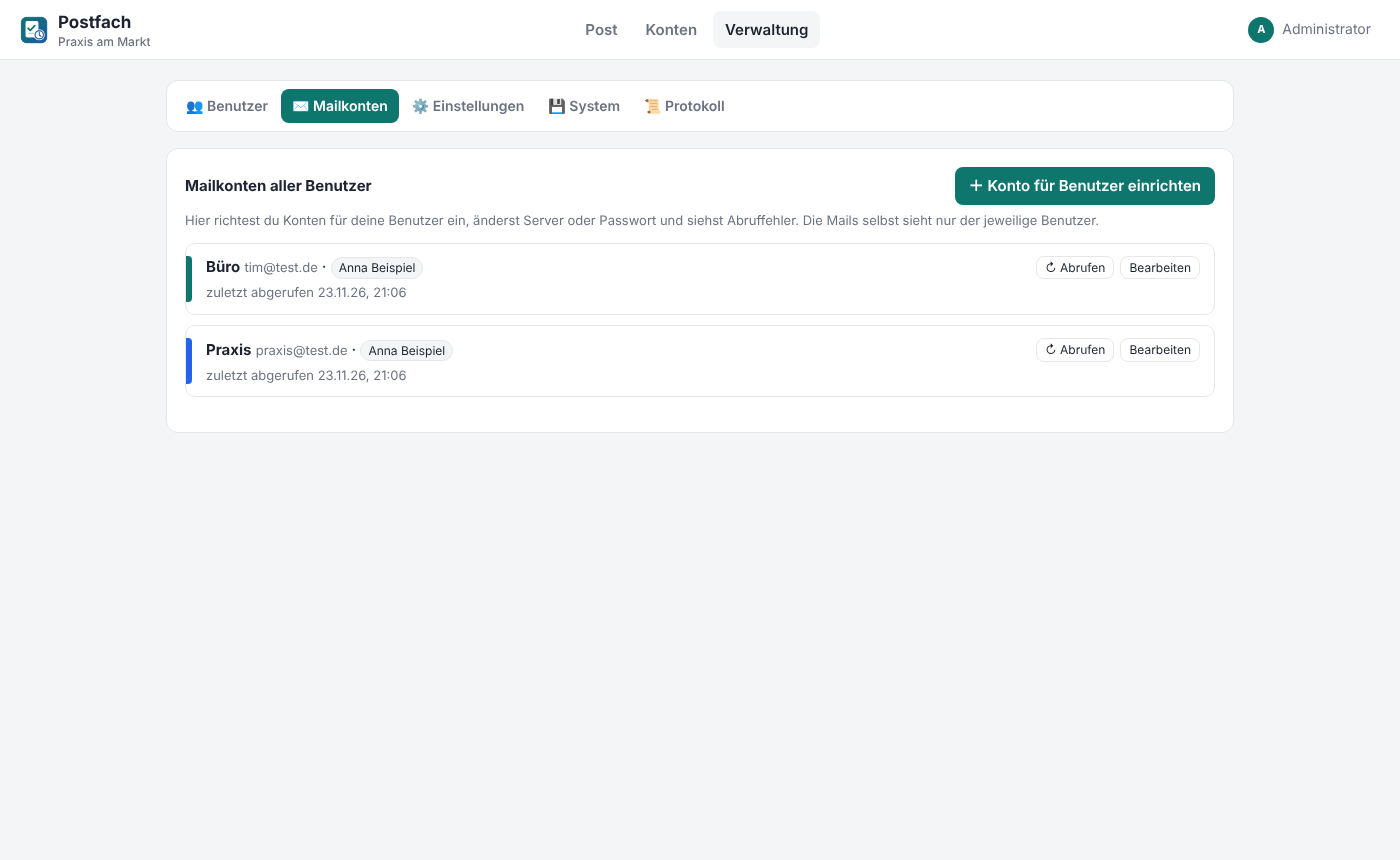 Postfach
Praxis am Markt
Post Konten Verwaltung
A Administrator
👥 Benutzer ✉️ Mailkonten ⚙️ Einstellungen 💾 System 📜 Protokoll
Mailkonten aller Benutzer
+ Konto für Benutzer einrichten
Hier richtest du Konten für deine Benutzer ein, änderst Server oder Passwort und siehst Abruffehler. Die Mails selbst sieht nur der jeweilige Benutzer.
Büro tim@test.de · Anna Beispiel
↻ Abrufen Bearbeiten
zuletzt abgerufen 23.11.26, 21:06
Praxis praxis@test.de · Anna Beispiel
↻ Abrufen Bearbeiten
zuletzt abgerufen 23.11.26, 21:06